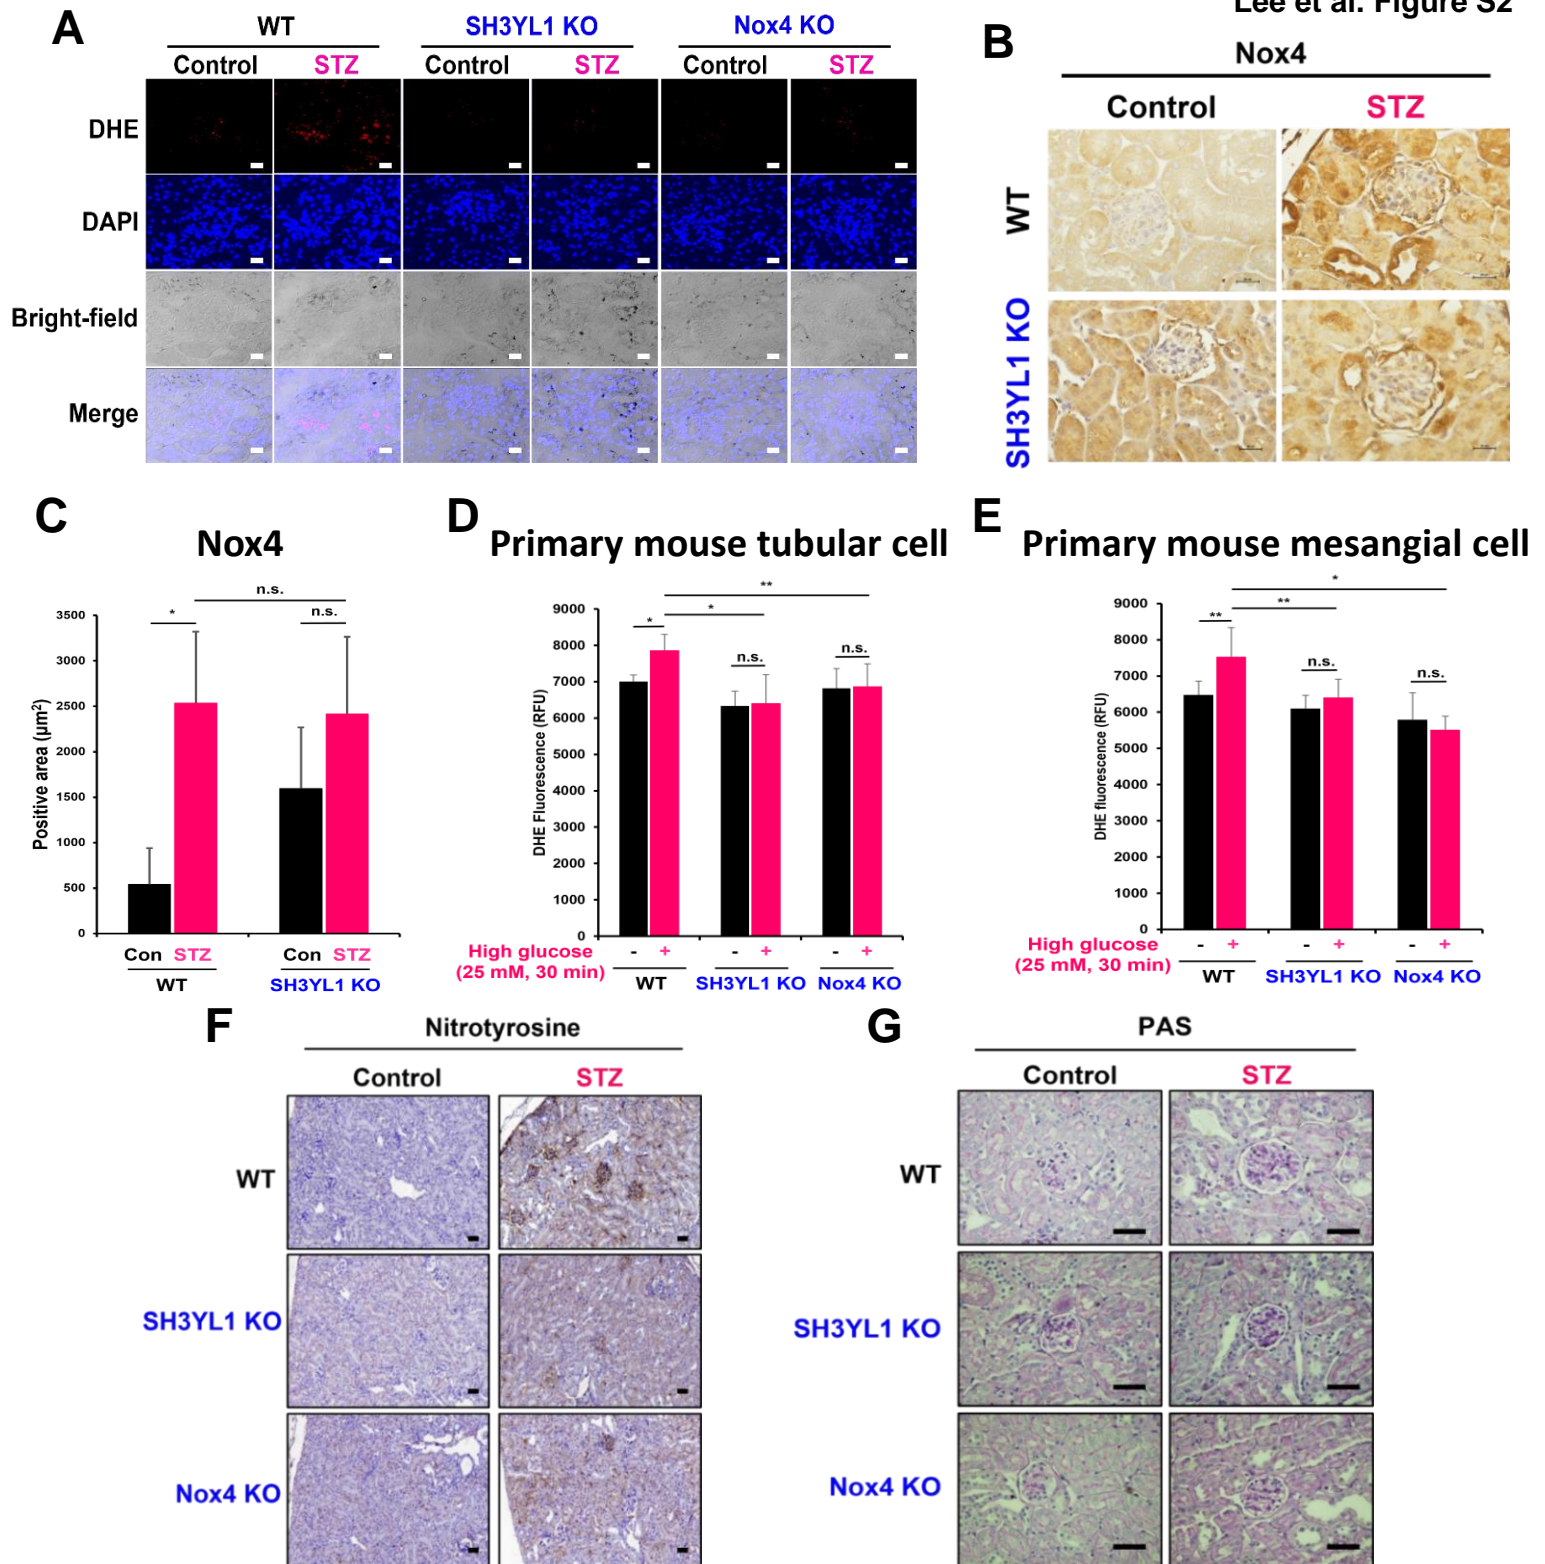 Lee et al. Figure S2
A
WT SH3YL1 KO Nox4 KO
Control STZ Control STZ Control STZ
DHE
DAPI
Bright-field
Merge
B
Nox4
Control STZ
WT
SH3YL1 KO
C
Nox4
n.s.
* n.s.
Positive area (μm²)
3500
3000
2500
2000
1500
1000
500
0
Con STZ Con STZ
WT SH3YL1 KO
D
Primary mouse tubular cell
**
*
* n.s. n.s.
DHE Fluorescence (RFU)
9000
8000
7000
6000
5000
4000
3000
2000
1000
0
High glucose - + - + - +
(25 mM, 30 min)
WT SH3YL1 KO Nox4 KO
E
Primary mouse mesangial cell
*
**
** n.s. n.s.
DHE fluorescence (RFU)
9000
8000
7000
6000
5000
4000
3000
2000
1000
0
High glucose - + - + - +
(25 mM, 30 min)
WT SH3YL1 KO Nox4 KO
F
Nitrotyrosine
Control STZ
WT
SH3YL1 KO
Nox4 KO
G
PAS
Control STZ
WT
SH3YL1 KO
Nox4 KO